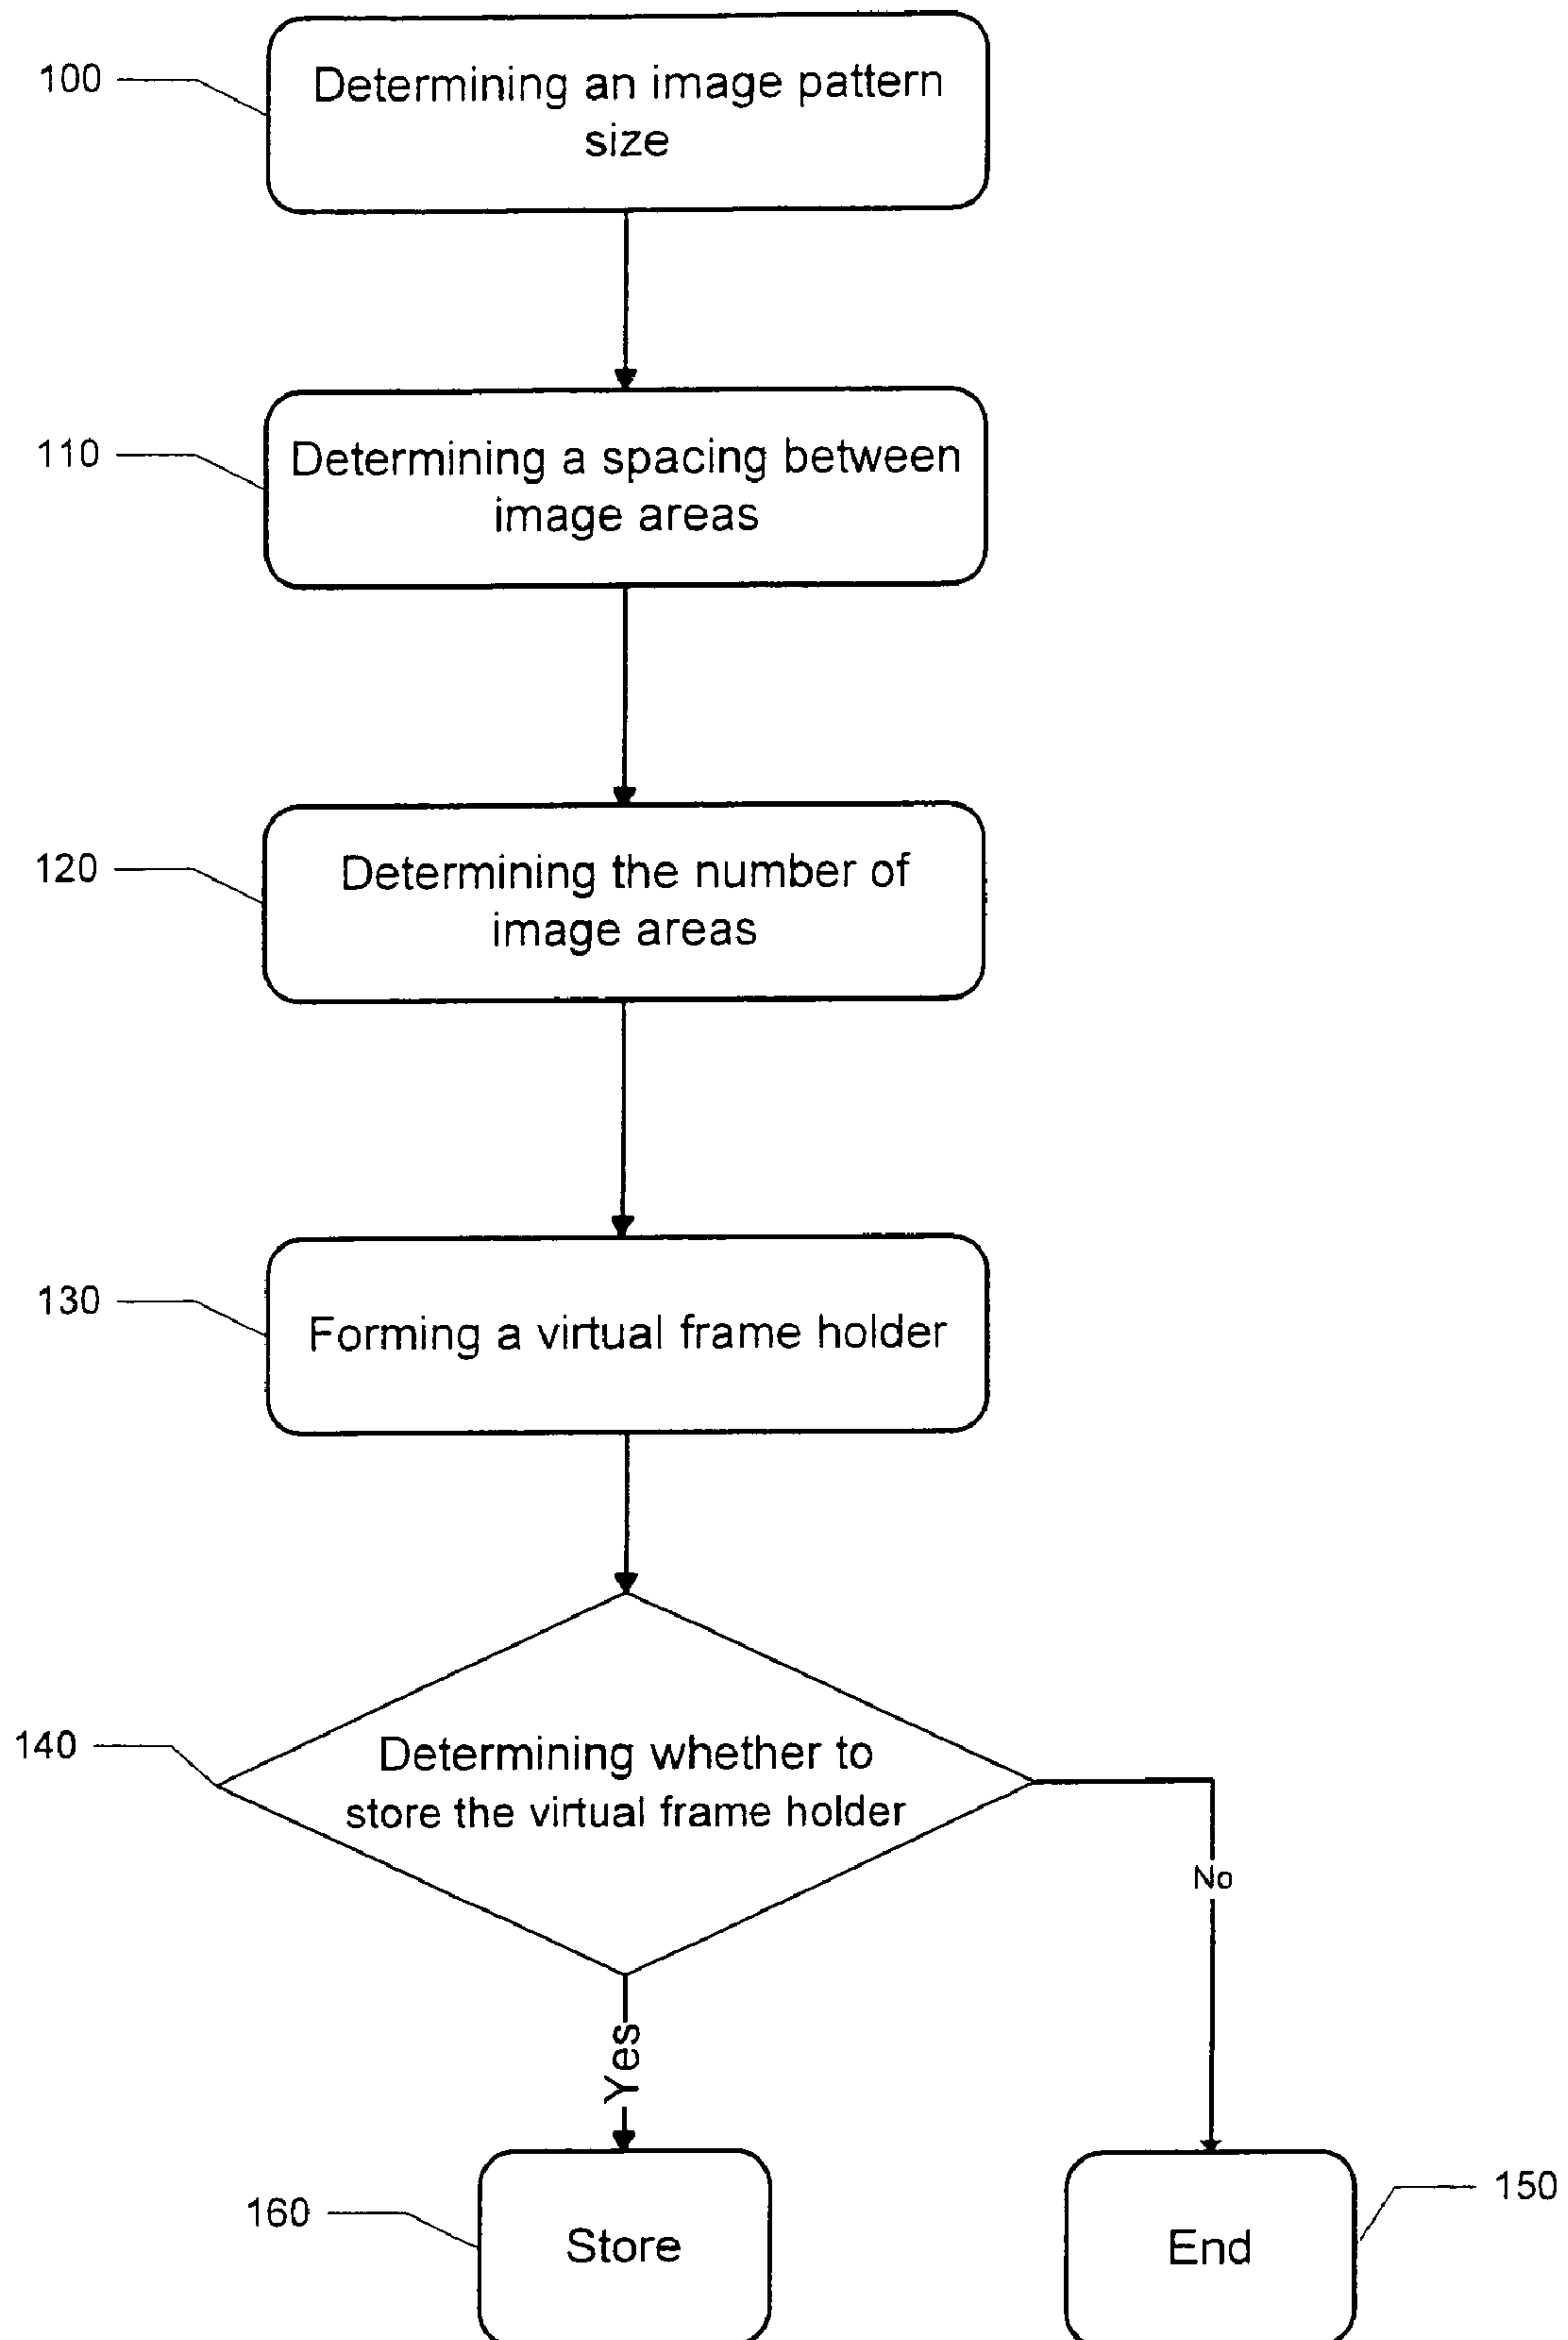 100
Determining an image pattern
size
110
Determining a spacing between
image areas
120
Determining the number of
image areas
130
Forming a virtual frame holder
140
Determining whether to
store the virtual frame holder
No
Yes
160
Store
End
150